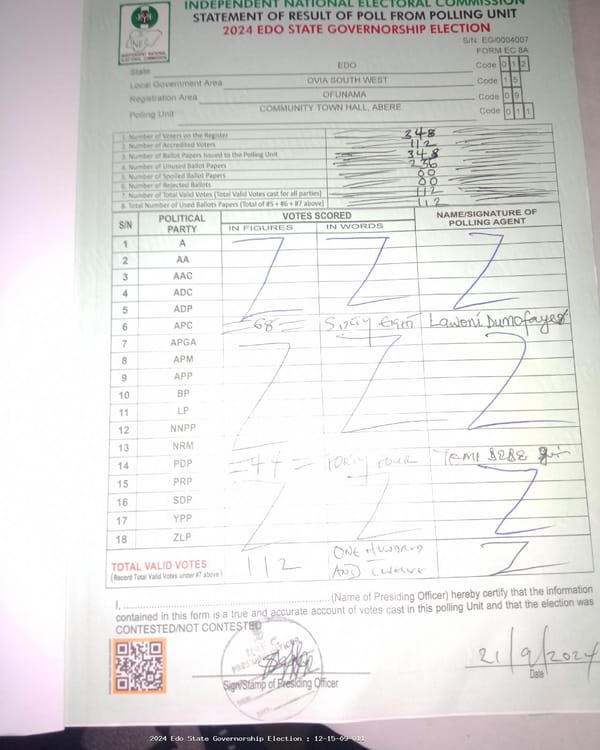 INDEPENDENT NATIONAL ELECTORAL COMMISSION
STATEMENT OF RESULT OF POLL FROM POLLING UNIT
2024 EDO STATE GOVERNORSHIP ELECTION
S/N: EG/0004007
FORM EC 8A
State EDO Code 0 1 2
Local Government Area OVIA SOUTH WEST Code 1 5
Registration Area OFUNAMA Code 0 9
Polling Unit COMMUNITY TOWN HALL, ABERE Code 0 1 1
1. Number of Voters on the Register 348
2. Number of Accredited Voters 112
3. Number of Ballot Papers Issued to the Polling Unit 348
4. Number of Unused Ballot Papers 236
5. Number of Spoiled Ballot Papers 00
6. Number of Rejected Ballots 00
7. Number of Total Valid Votes (Total Valid Votes cast for all parties) 112
8. Total Number of Used Ballots Papers (Total of #5 + #6 + #7 above) 112
S/N POLITICAL PARTY VOTES SCORED NAME/SIGNATURE OF POLLING AGENT
IN FIGURES IN WORDS
1 A
2 AA
3 AAC
4 ADC
5 ADP
6 APC 68 Sixty Eight
7 APGA
8 APM
9 APP
10 BP
11 LP
12 NNPP
13 NRM
14 PDP =44= FORTY FOUR
15 PRP
16 SDP
17 YPP
18 ZLP
TOTAL VALID VOTES 112 ONE HUNDRED AND TWELVE
(Record Total Valid Votes under #7 above)
I, ........................(Name of Presiding Officer) hereby certify that the information
contained in this form is a true and accurate account of votes cast in this polling Unit and that the election was
CONTESTED/NOT CONTESTED
21/9/2024
Sign/Stamp of Presiding Officer Date
2024 Edo State Governorship Election : 12-15-09-011